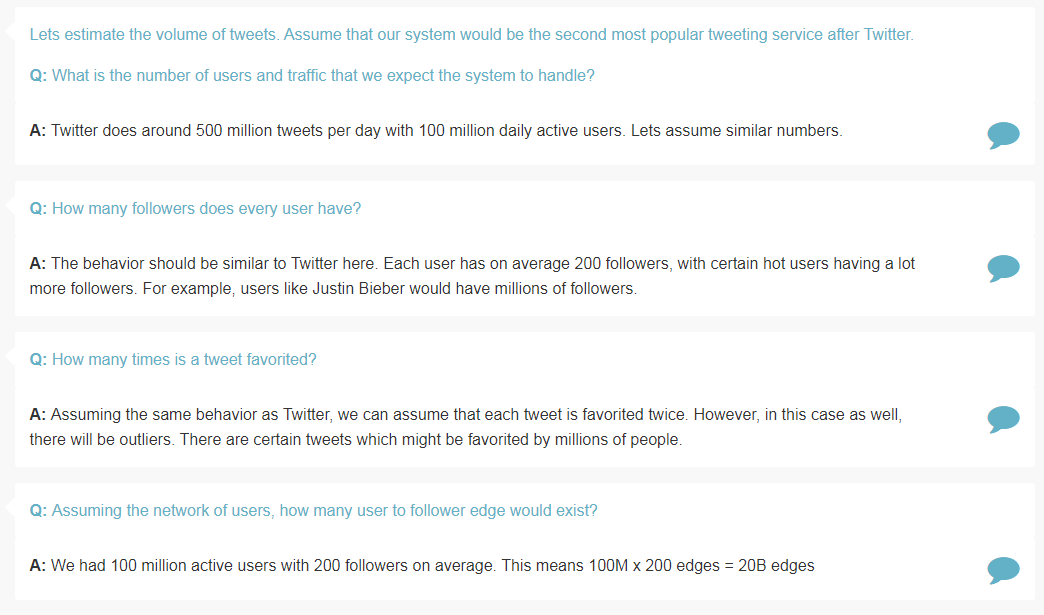 Lets estimate the volume of tweets. Assume that our system would be the second most popular tweeting service after Twitter.
Q: What is the number of users and traffic that we expect the system to handle?
A: Twitter does around 500 million tweets per day with 100 million daily active users. Lets assume similar numbers.
Q: How many followers does every user have?
A: The behavior should be similar to Twitter here. Each user has on average 200 followers, with certain hot users having a lot
more followers. For example, users like Justin Bieber would have millions of followers.
Q: How many times is a tweet favorited?
A: Assuming the same behavior as Twitter, we can assume that each tweet is favorited twice. However, in this case as well,
there will be outliers. There are certain tweets which might be favorited by millions of people.
Q: Assuming the network of users, how many user to follower edge would exist?
A: We had 100 million active users with 200 followers on average. This means 100M x 200 edges = 20B edges